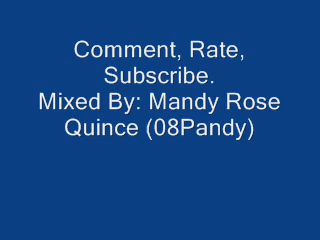 Comment, Rate,
Subscribe.
Mixed By: Mandy Rose
Quince (08Pandy)